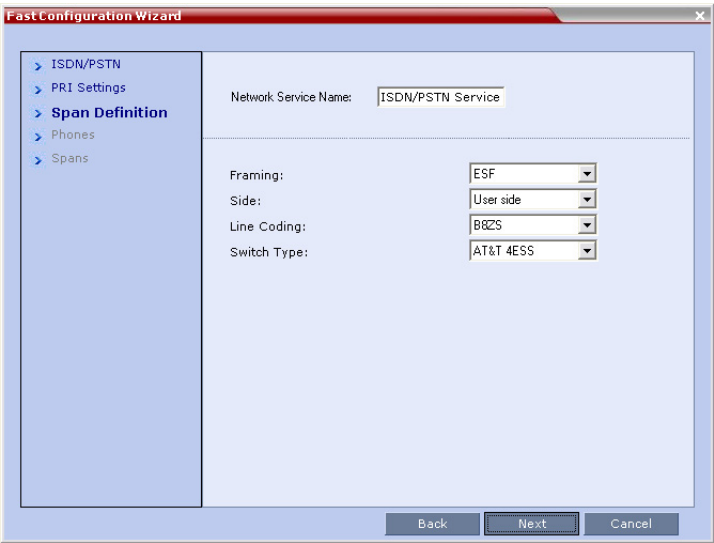 Fast Configuration Wizard
ISDN/PSTN
PRI Settings
Span Definition
Phones
Spans
Network Service Name: ISDN/PSTN Service
Framing: ESF
Side: User side
Line Coding: B8ZS
Switch Type: AT&T 4ESS
Back Next Cancel